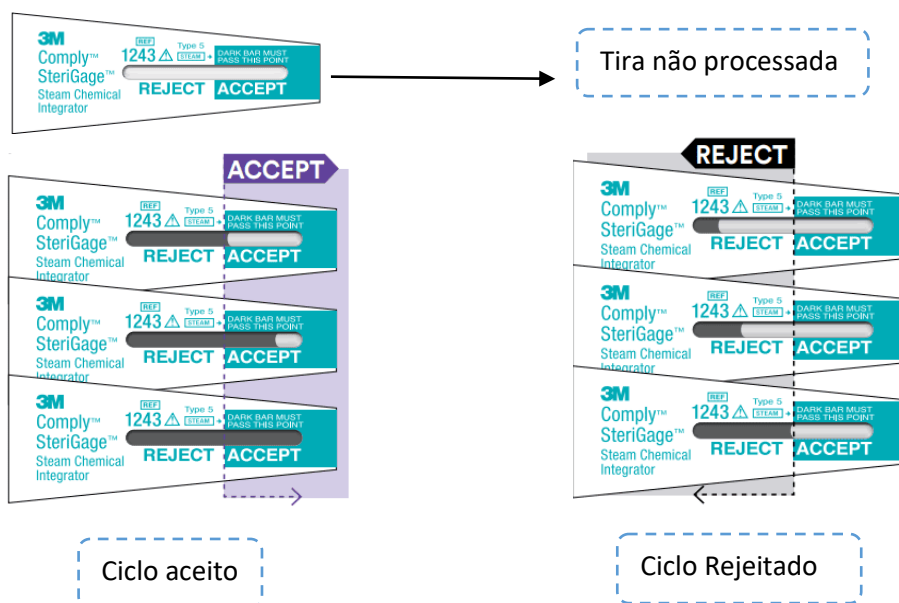 3M
Comply™
SteriGage™
Steam Chemical
Integrator
REF
1243 ⚠ Type 5
STEAM
DARK BAR MUST
PASS THIS POINT
REJECT ACCEPT
Tira não processada
ACCEPT
3M
Comply™
SteriGage™
Steam Chemical
Integrator
REF
1243 ⚠ Type 5
STEAM
DARK BAR MUST
PASS THIS POINT
REJECT ACCEPT
3M
Comply™
SteriGage™
Steam Chemical
Integrator
REF
1243 ⚠ Type 5
STEAM
DARK BAR MUST
PASS THIS POINT
REJECT ACCEPT
3M
Comply™
SteriGage™
Steam Chemical
Integrator
REF
1243 ⚠ Type 5
STEAM
DARK BAR MUST
PASS THIS POINT
REJECT ACCEPT
Ciclo aceito
REJECT
3M
Comply™
SteriGage™
Steam Chemical
Integrator
REF
1243 ⚠ Type 5
STEAM
DARK BAR MUST
PASS THIS POINT
REJECT ACCEPT
3M
Comply™
SteriGage™
Steam Chemical
Integrator
REF
1243 ⚠ Type 5
STEAM
DARK BAR MUST
PASS THIS POINT
REJECT ACCEPT
3M
Comply™
SteriGage™
Steam Chemical
Integrator
REF
1243 ⚠ Type 5
STEAM
DARK BAR MUST
PASS THIS POINT
REJECT ACCEPT
Ciclo Rejeitado